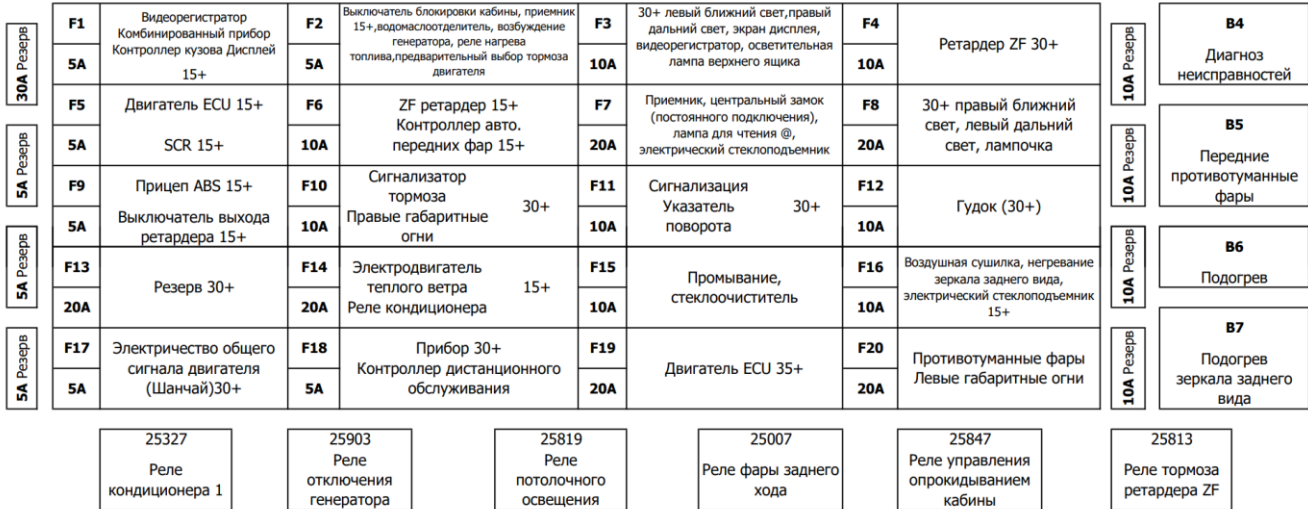 30A Резерв
F1
5A
Видеорегистратор
Комбинированный прибор
Контроллер кузова Дисплей
15+
F2
5A
Выключатель блокировки кабины, приемник
15+,водомаслоотделитель, возбуждение
генератора, реле нагрева
топлива,предварительный выбор тормоза
двигателя
F3
10A
30+ левый ближний свет,правый
дальний свет, экран дисплея,
видеорегистратор, осветительная
лампа верхнего ящика
F4
10A
Ретардер ZF 30+
10A Резерв
B4
Диагноз
неисправностей
5A Резерв
F5
5A
Двигатель ECU 15+
SCR 15+
F6
10A
ZF ретардер 15+
Контроллер авто.
передних фар 15+
F7
20A
Приемник, центральный замок
(постоянного подключения),
лампа для чтения @,
электрический стеклоподъемник
F8
20A
30+ правый ближний
свет, левый дальний
свет, лампочка
10A Резерв
B5
Передние
противотуманные
фары
5A Резерв
F9
5A
Прицеп ABS 15+
Выключатель выхода
ретардера 15+
F10
10A
Сигнализатор
тормоза
Правые габаритные
огни
30+
F11
10A
Сигнализация
Указатель
поворота
30+
F12
10A
Гудок (30+)
10A Резерв
B6
Подогрев
F13
20A
Резерв 30+
F14
20A
Электродвигатель
теплого ветра
Реле кондиционера
15+
F15
10A
Промывание,
стеклоочиститель
F16
10A
Воздушная сушилка, негревание
зеркала заднего вида,
электрический стеклоподъемник
15+
5A Резерв
F17
5A
Электричество общего
сигнала двигателя
(Шанчай)30+
F18
5A
Прибор 30+
Контроллер дистанционного
обслуживания
F19
20A
Двигатель ECU 35+
F20
20A
Противотуманные фары
Левые габаритные огни
10A Резерв
B7
Подогрев
зеркала заднего
вида
25327
Реле
кондиционера 1
25903
Реле
отключения
генератора
25819
Реле
потолочного
освещения
25007
Реле фары заднего
хода
25847
Реле управления
опрокидыванием
кабины
25813
Реле тормоза
ретардера ZF